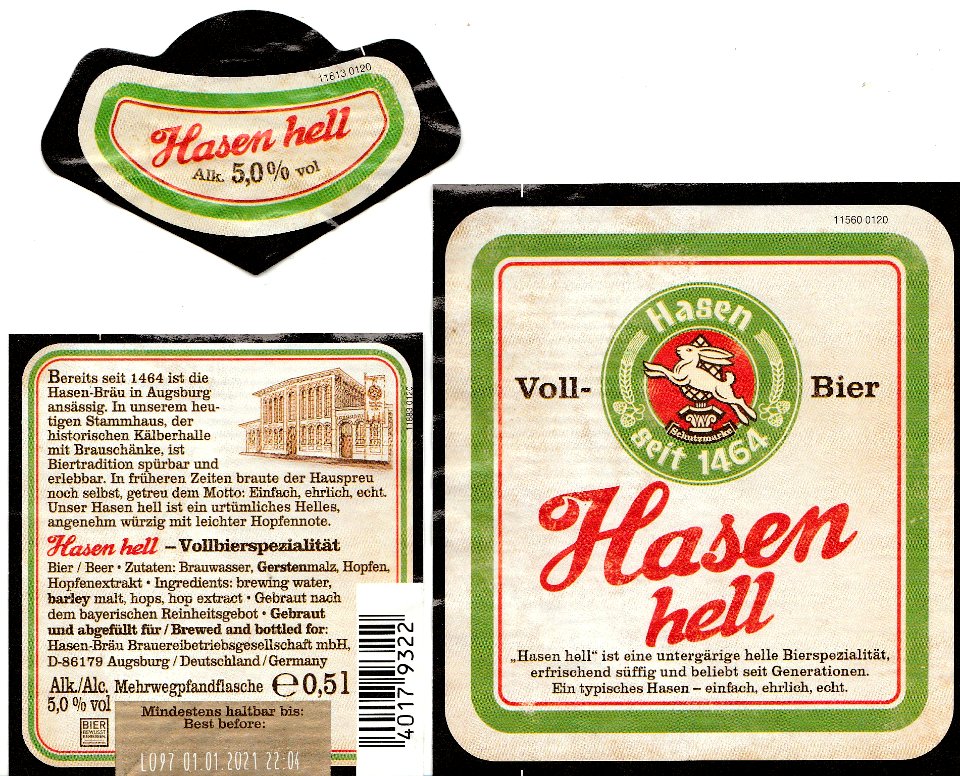 11613 0120
Hasen hell
Alk. 5,0% vol
11560 0120
Hasen
Voll- Bier
Schutzmarke
seit 1464
Hasen
hell
„Hasen hell“ ist eine untergärige helle Bierspezialität,
erfrischend süffig und beliebt seit Generationen.
Ein typisches Hasen – einfach, ehrlich, echt.
Bereits seit 1464 ist die
Hasen-Bräu in Augsburg
ansässig. In unserem heu-
tigen Stammhaus, der
historischen Kälberhalle
mit Brauschänke, ist
Biertradition spürbar und
erlebbar. In früheren Zeiten braute der Hauspreu
noch selbst, getreu dem Motto: Einfach, ehrlich, echt.
Unser Hasen hell ist ein urtümliches Helles,
angenehm würzig mit leichter Hopfennote.
11883 0120
Hasen hell – Vollbierspezialität
Bier / Beer • Zutaten: Brauwasser, Gerstenmalz, Hopfen,
Hopfenextrakt • Ingredients: brewing water,
barley malt, hops, hop extract • Gebraut nach
dem bayerischen Reinheitsgebot • Gebraut
und abgefüllt für / Brewed and bottled for:
Hasen-Bräu Brauereibetriebsgesellschaft mbH,
D-86179 Augsburg / Deutschland / Germany
Alk./Alc. Mehrwegpfandflasche ℮ 0,5 l
5,0 % vol
BIER
BEWUSST
GENIESSEN
Mindestens haltbar bis:
Best before:
L097 01.01.2021 22:04
4017 9322